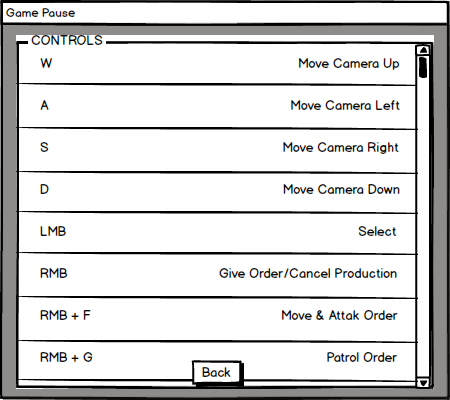 Game Pause
CONTROLS
W Move Camera Up
A Move Camera Left
S Move Camera Right
D Move Camera Down
LMB Select
RMB Give Order/Cancel Production
RMB + F Move & Attak Order
RMB + G Patrol Order
Back